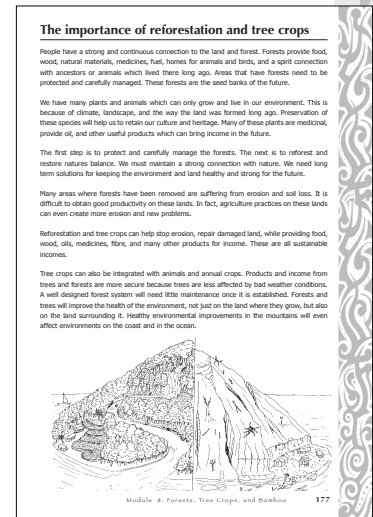 The importance of reforestation and tree crops
People have a strong and continuous connection to the land and forest. Forests provide food,
wood, natural materials, medicines, fuel, homes for animals and birds, and a spirit connection
with ancestors or animals which lived there long ago. Areas that have forests need to be
protected and carefully managed. These forests are the seed banks of the future.
We have many plants and animals which can only grow and live in our environment. This is
because of climate, landscape, and the way the land was formed long ago. Preservation of
these species will help us to retain our culture and heritage. Many of these plants are medicinal,
provide oil, and other useful products which can bring income in the future.
The first step is to protect and carefully manage the forests. The next is to reforest and
restore natures balance. We must maintain a strong connection with nature. We need long
term solutions for keeping the environment and land healthy and strong for the future.
Many areas where forests have been removed are suffering from erosion and soil loss. It is
difficult to obtain good productivity on these lands. In fact, agriculture practices on these lands
can even create more erosion and new problems.
Reforestation and tree crops can help stop erosion, repair damaged land, while providing food,
wood, oils, medicines, fibre, and many other products for income. These are all sustainable
incomes.
Tree crops can also be integrated with animals and annual crops. Products and income from
trees and forests are more secure because trees are less affected by bad weather conditions.
A well designed forest system will need little maintenance once it is established. Forests and
trees will improve the health of the environment, not just on the land where they grow, but also
on the land surrounding it. Healthy environmental improvements in the mountains will even
affect environments on the coast and in the ocean.
Module 8: Forests, Tree Crops, and Bamboo 177